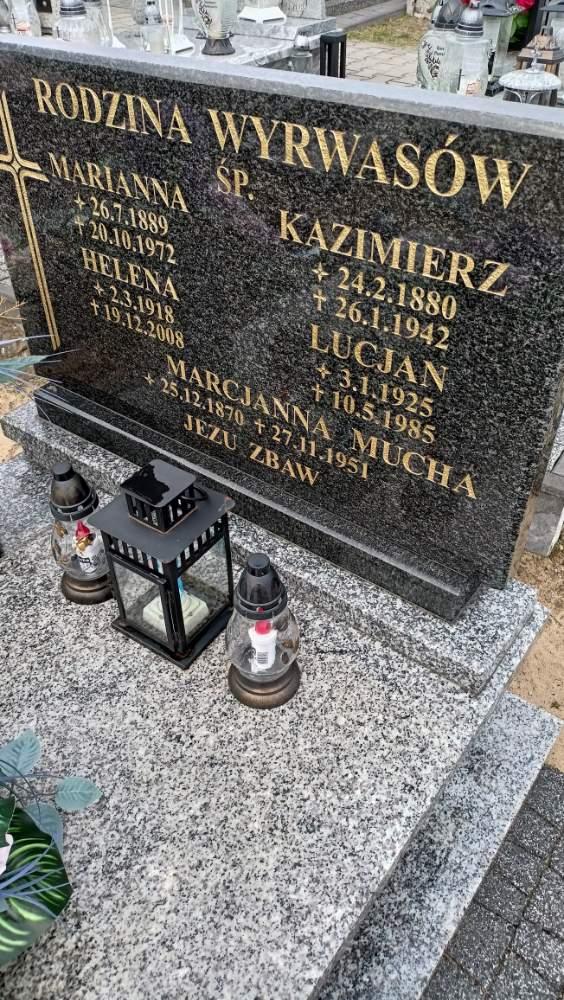 RODZINA WYRWASÓW
ŚP.
MARIANNA
+ 26.7.1889
+ 20.10.1972
HELENA
+ 2.3.1918
+ 19.12.2008
KAZIMIERZ
+ 24.2.1880
+ 26.1.1942
LUCJAN
+ 3.1.1925
+ 10.5.1985
MARCJANNA MUCHA
+ 25.12.1870 + 27.11.1951
JEZU ZBAW